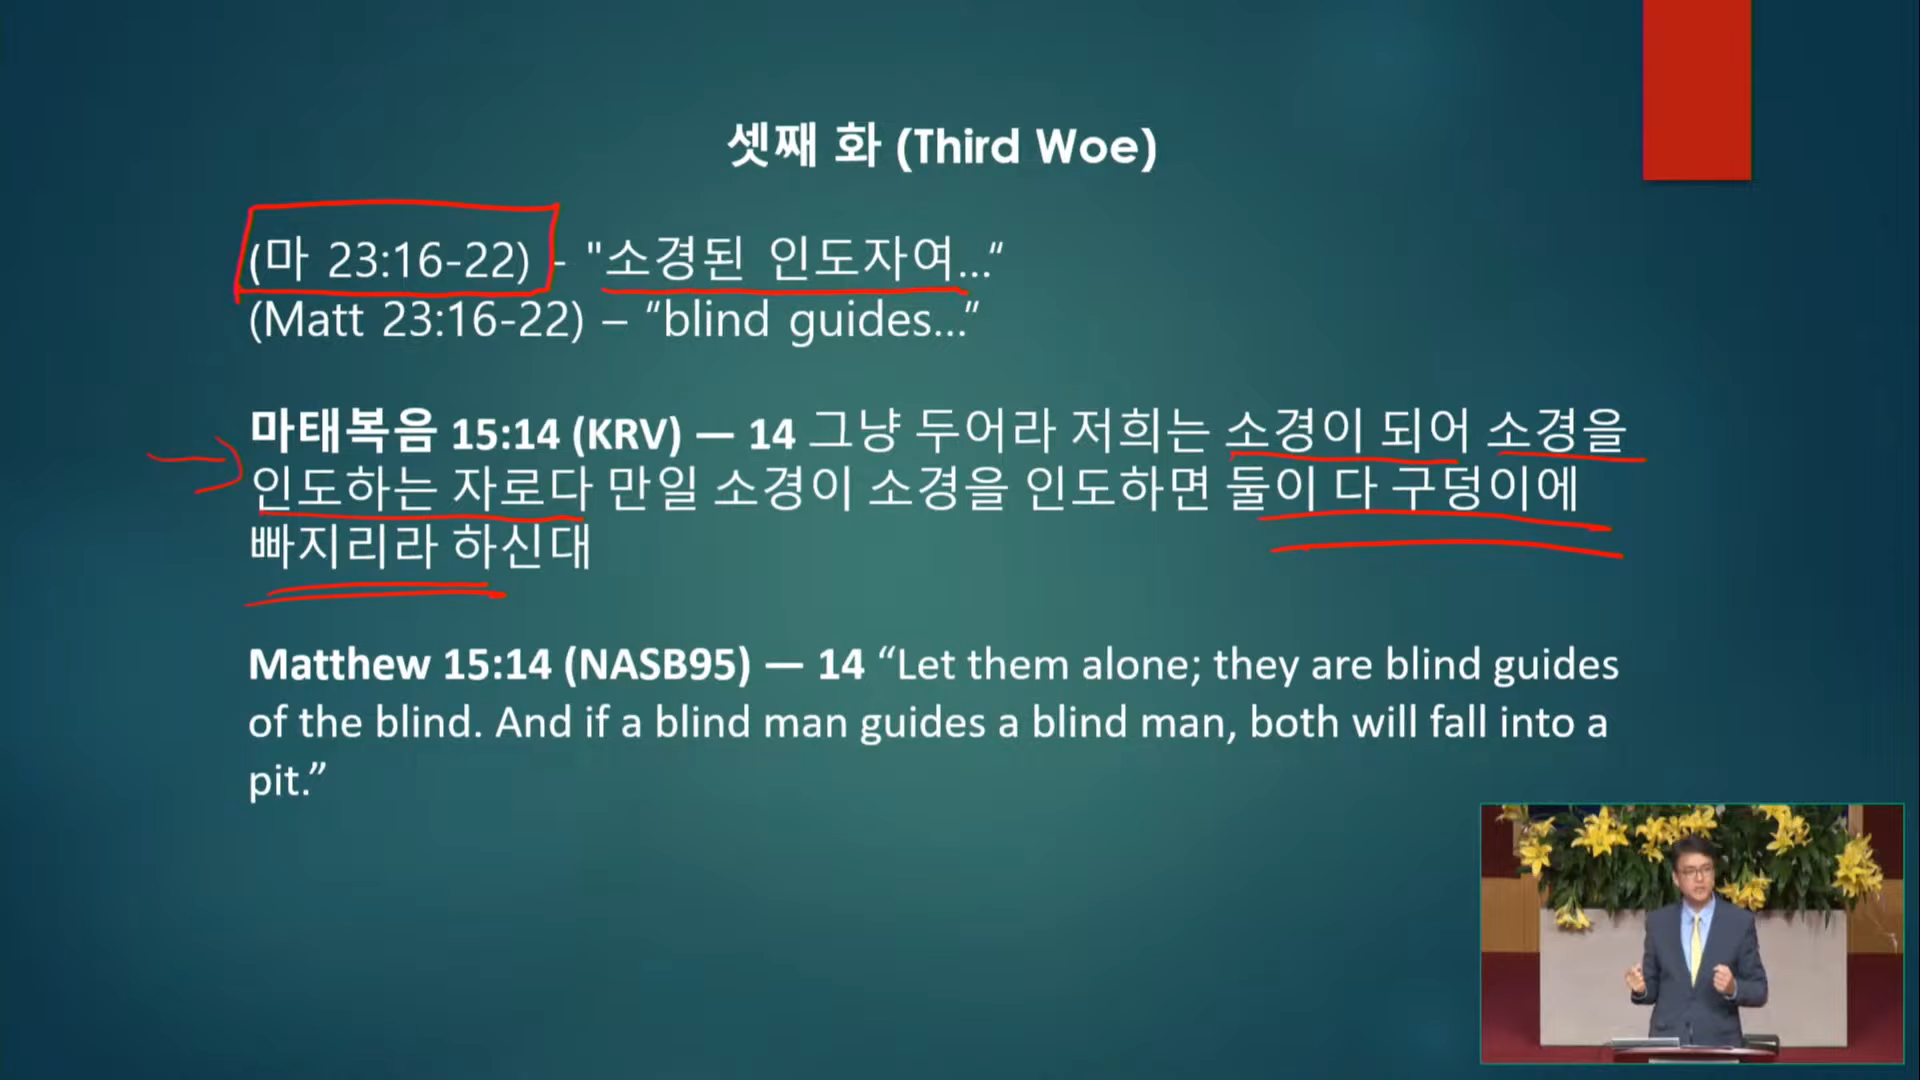 셋째 화 (Third Woe)
(마 23:16-22) - "소경된 인도자여...“
(Matt 23:16-22) – “blind guides...”
마태복음 15:14 (KRV) — 14 그냥 두어라 저희는 소경이 되어 소경을
인도하는 자로다 만일 소경이 소경을 인도하면 둘이 다 구덩이에
빠지리라 하신대
Matthew 15:14 (NASB95) — 14 “Let them alone; they are blind guides
of the blind. And if a blind man guides a blind man, both will fall into a
pit.”